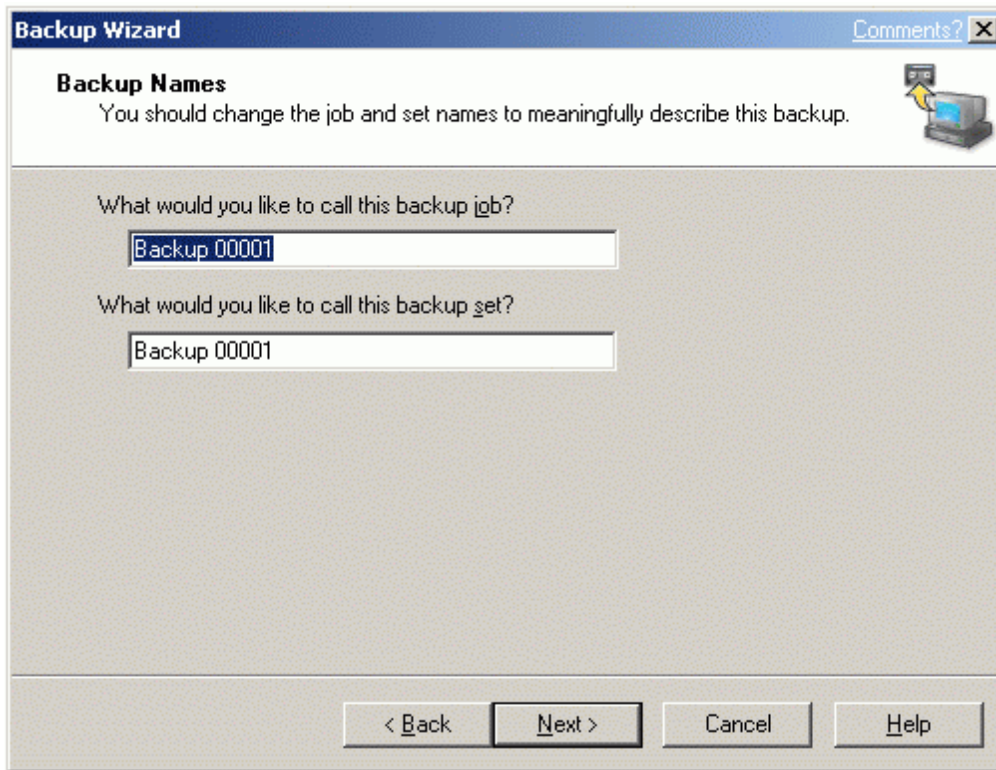 Backup Wizard Comments?
Backup Names
You should change the job and set names to meaningfully describe this backup.
What would you like to call this backup job?
Backup 00001
What would you like to call this backup set?
Backup 00001
< Back Next > Cancel Help